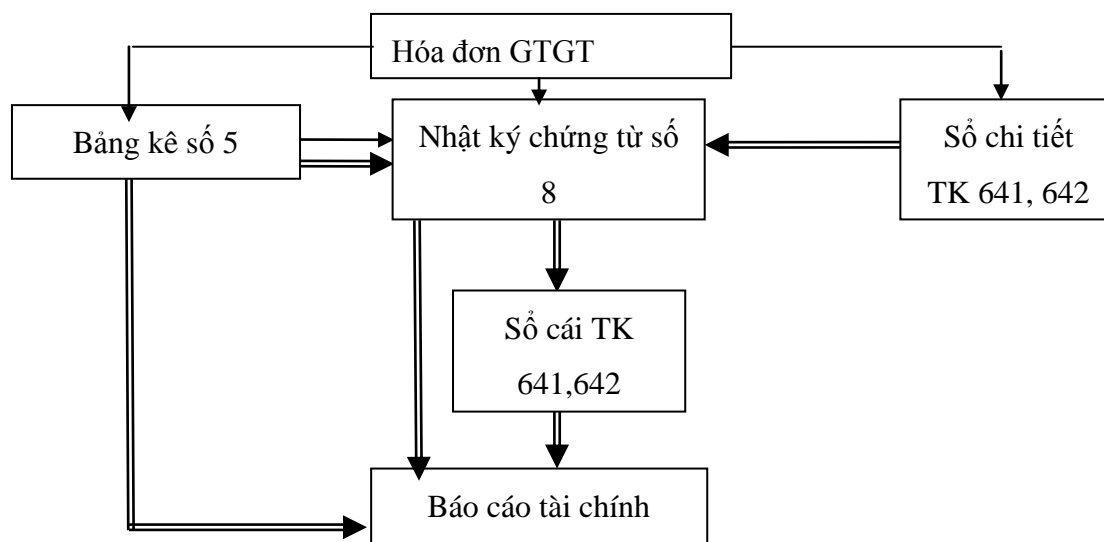 Hóa đơn GTGT
Bảng kê số 5
Nhật ký chứng từ số
8
Sổ chi tiết
TK 641, 642
Sổ cái TK
641,642
Báo cáo tài chính